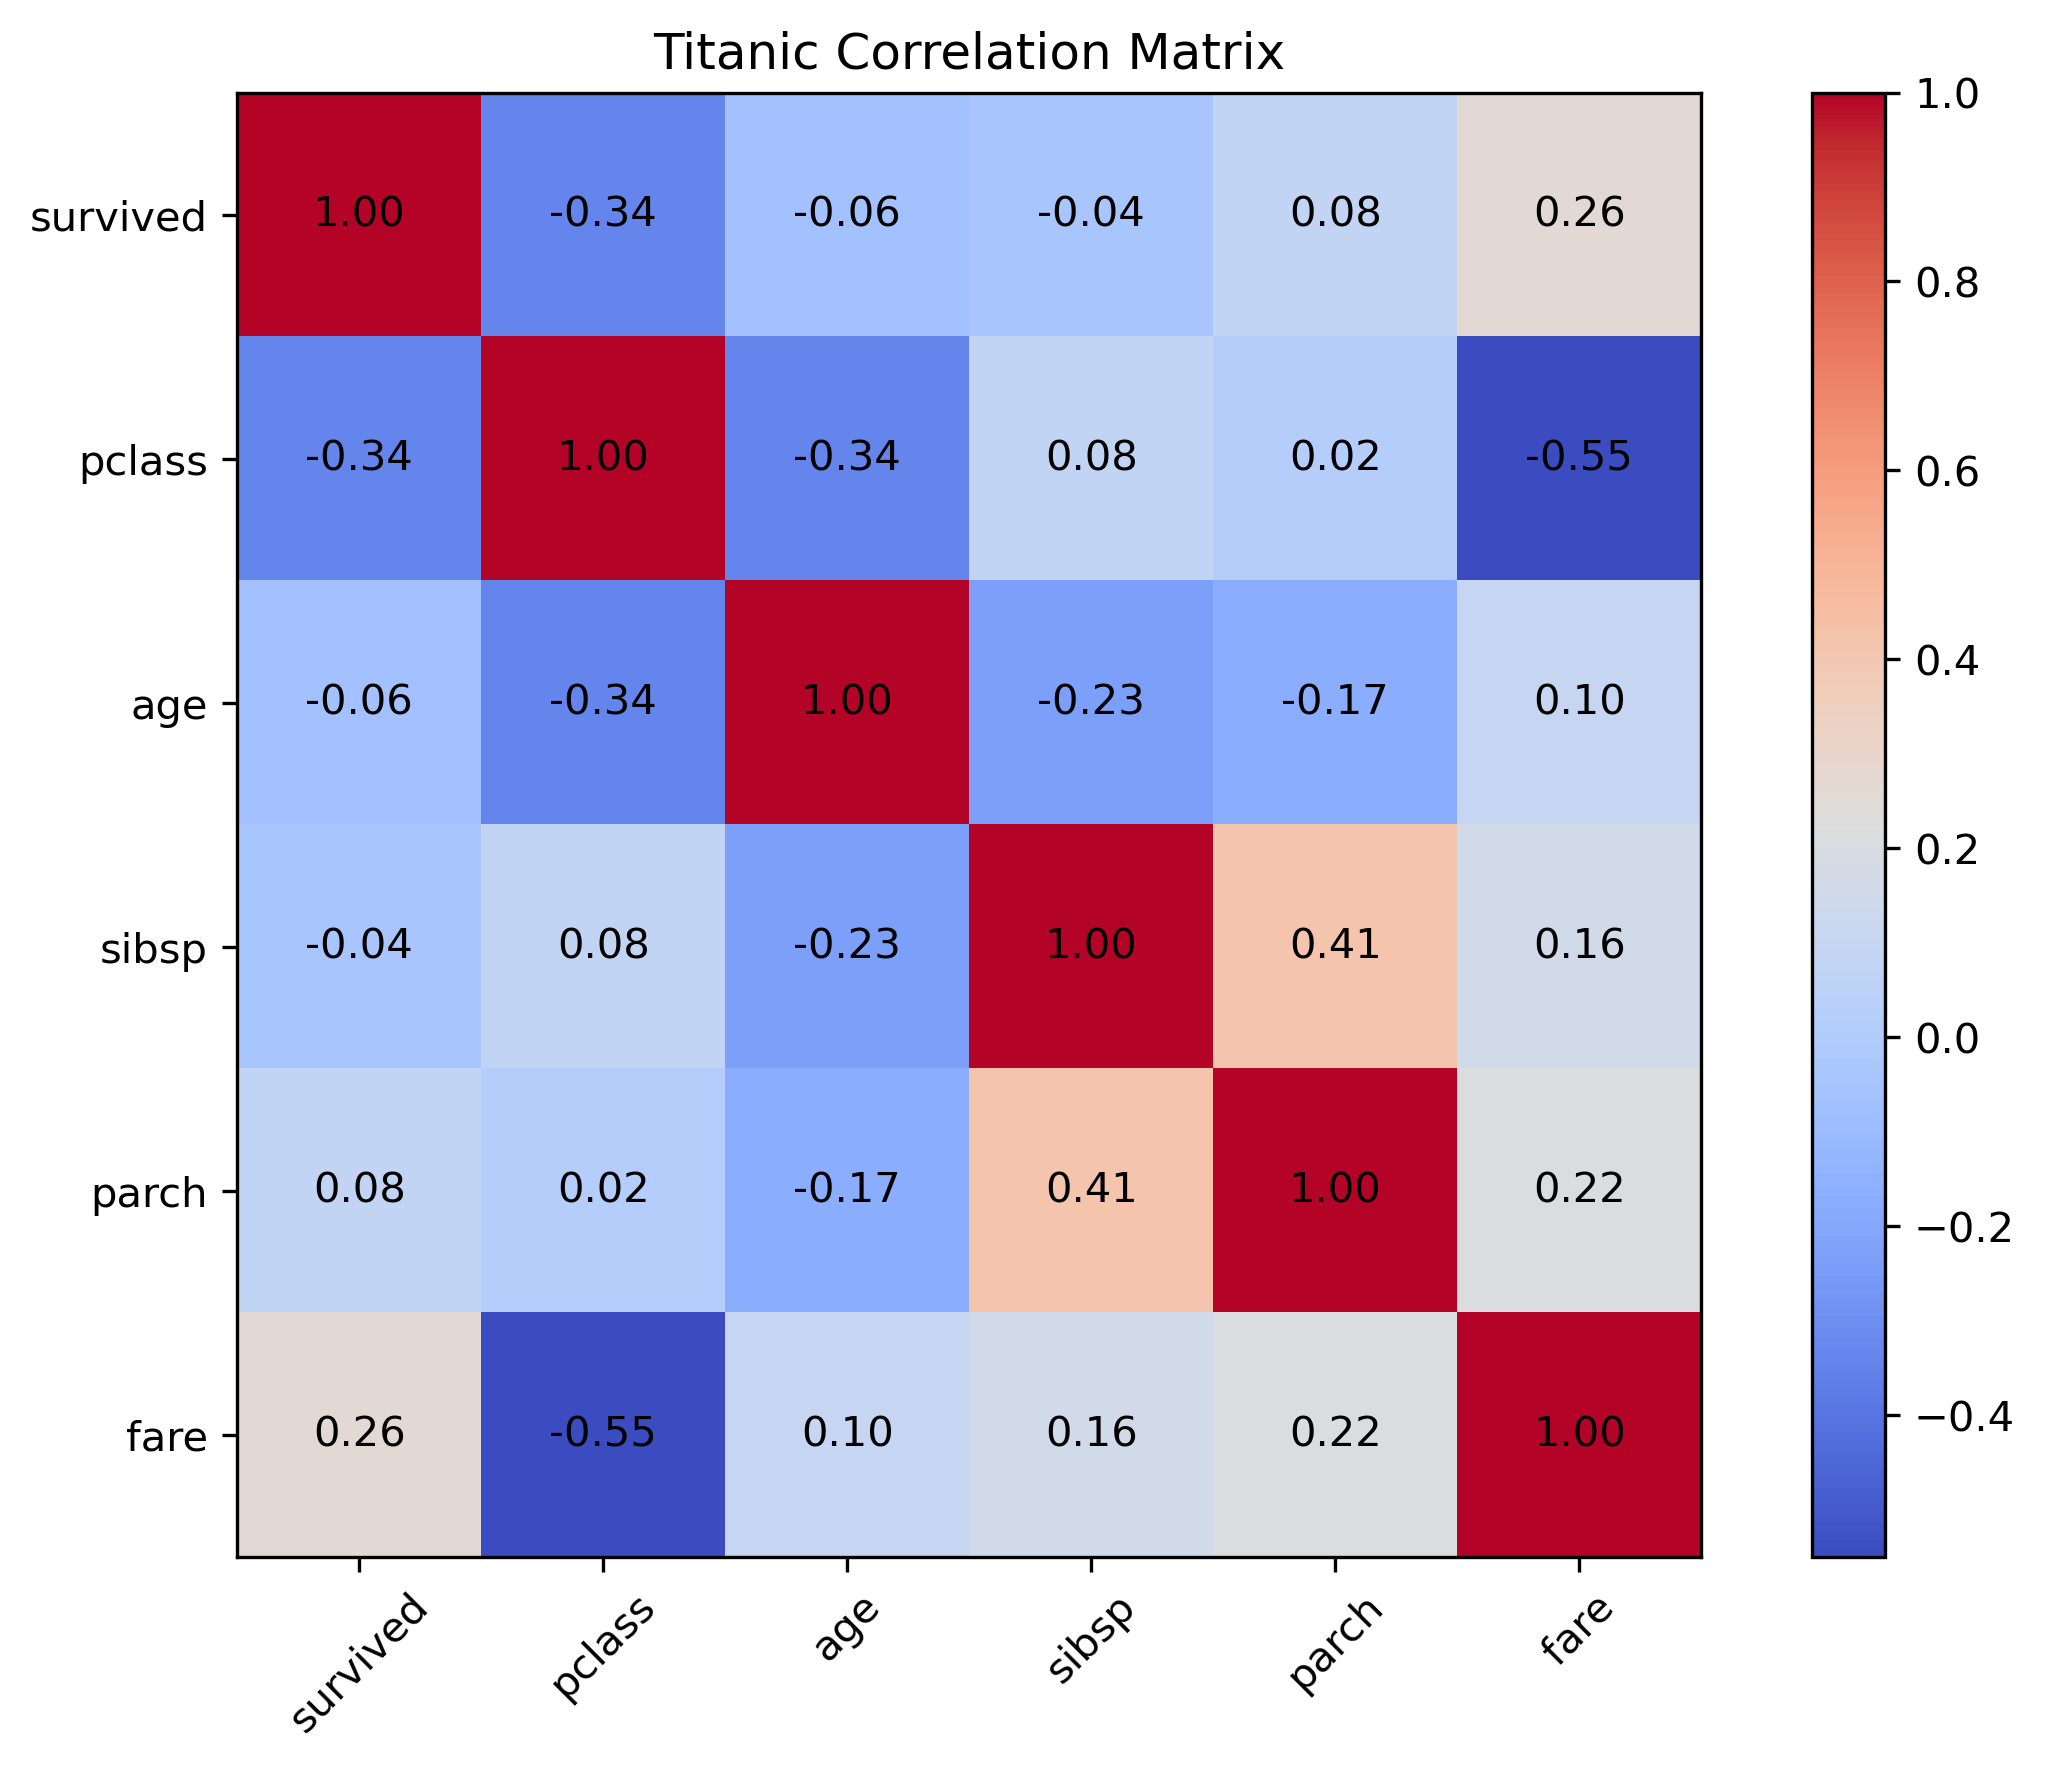 Titanic Correlation Matrix
survived 1.00 -0.34 -0.06 -0.04 0.08 0.26
pclass -0.34 1.00 -0.34 0.08 0.02 -0.55
age -0.06 -0.34 1.00 -0.23 -0.17 0.10
sibsp -0.04 0.08 -0.23 1.00 0.41 0.16
parch 0.08 0.02 -0.17 0.41 1.00 0.22
fare 0.26 -0.55 0.10 0.16 0.22 1.00
survived pclass age sibsp parch fare
1.0
0.8
0.6
0.4
0.2
0.0
−0.2
−0.4